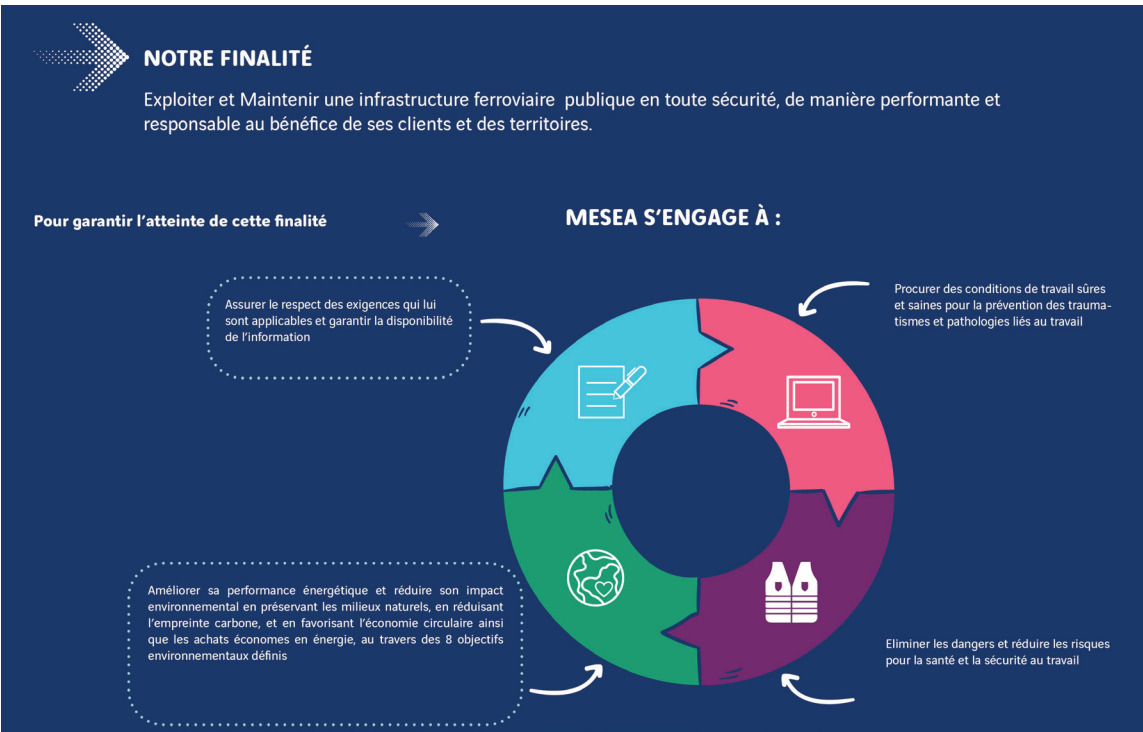 NOTRE FINALITÉ
Exploiter et Maintenir une infrastructure ferroviaire publique en toute sécurité, de manière performante et
responsable au bénéfice de ses clients et des territoires.
Pour garantir l'atteinte de cette finalité
MESEA S'ENGAGE À :
Assurer le respect des exigences qui lui
sont applicables et garantir la disponibilité
de l'information
Procurer des conditions de travail sûres
et saines pour la prévention des trauma-
tismes et pathologies liés au travail
Améliorer sa performance énergétique et réduire son impact
environnemental en préservant les milieux naturels, en réduisant
l'empreinte carbone, et en favorisant l'économie circulaire ainsi
que les achats économes en énergie, au travers des 8 objectifs
environnementaux définis
Eliminer les dangers et réduire les risques
pour la santé et la sécurité au travail